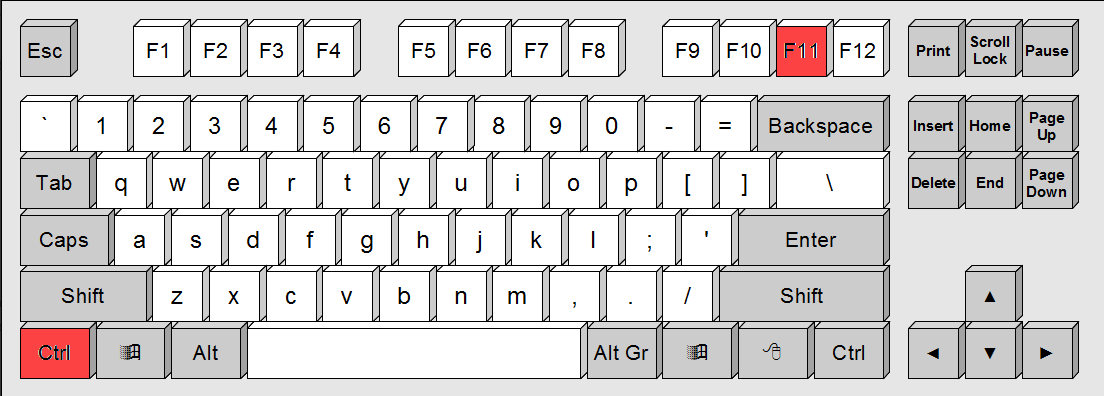 Esc F1 F2 F3 F4 F5 F6 F7 F8 F9 F10 F11 F12 Print Scroll Lock Pause
` 1 2 3 4 5 6 7 8 9 0 - = Backspace Insert Home Page Up
Tab q w e r t y u i o p [ ] \ Delete End Page Down
Caps a s d f g h j k l ; ' Enter
Shift z x c v b n m , . / Shift ▲
Ctrl Alt Alt Gr Ctrl ◄ ▼ ►